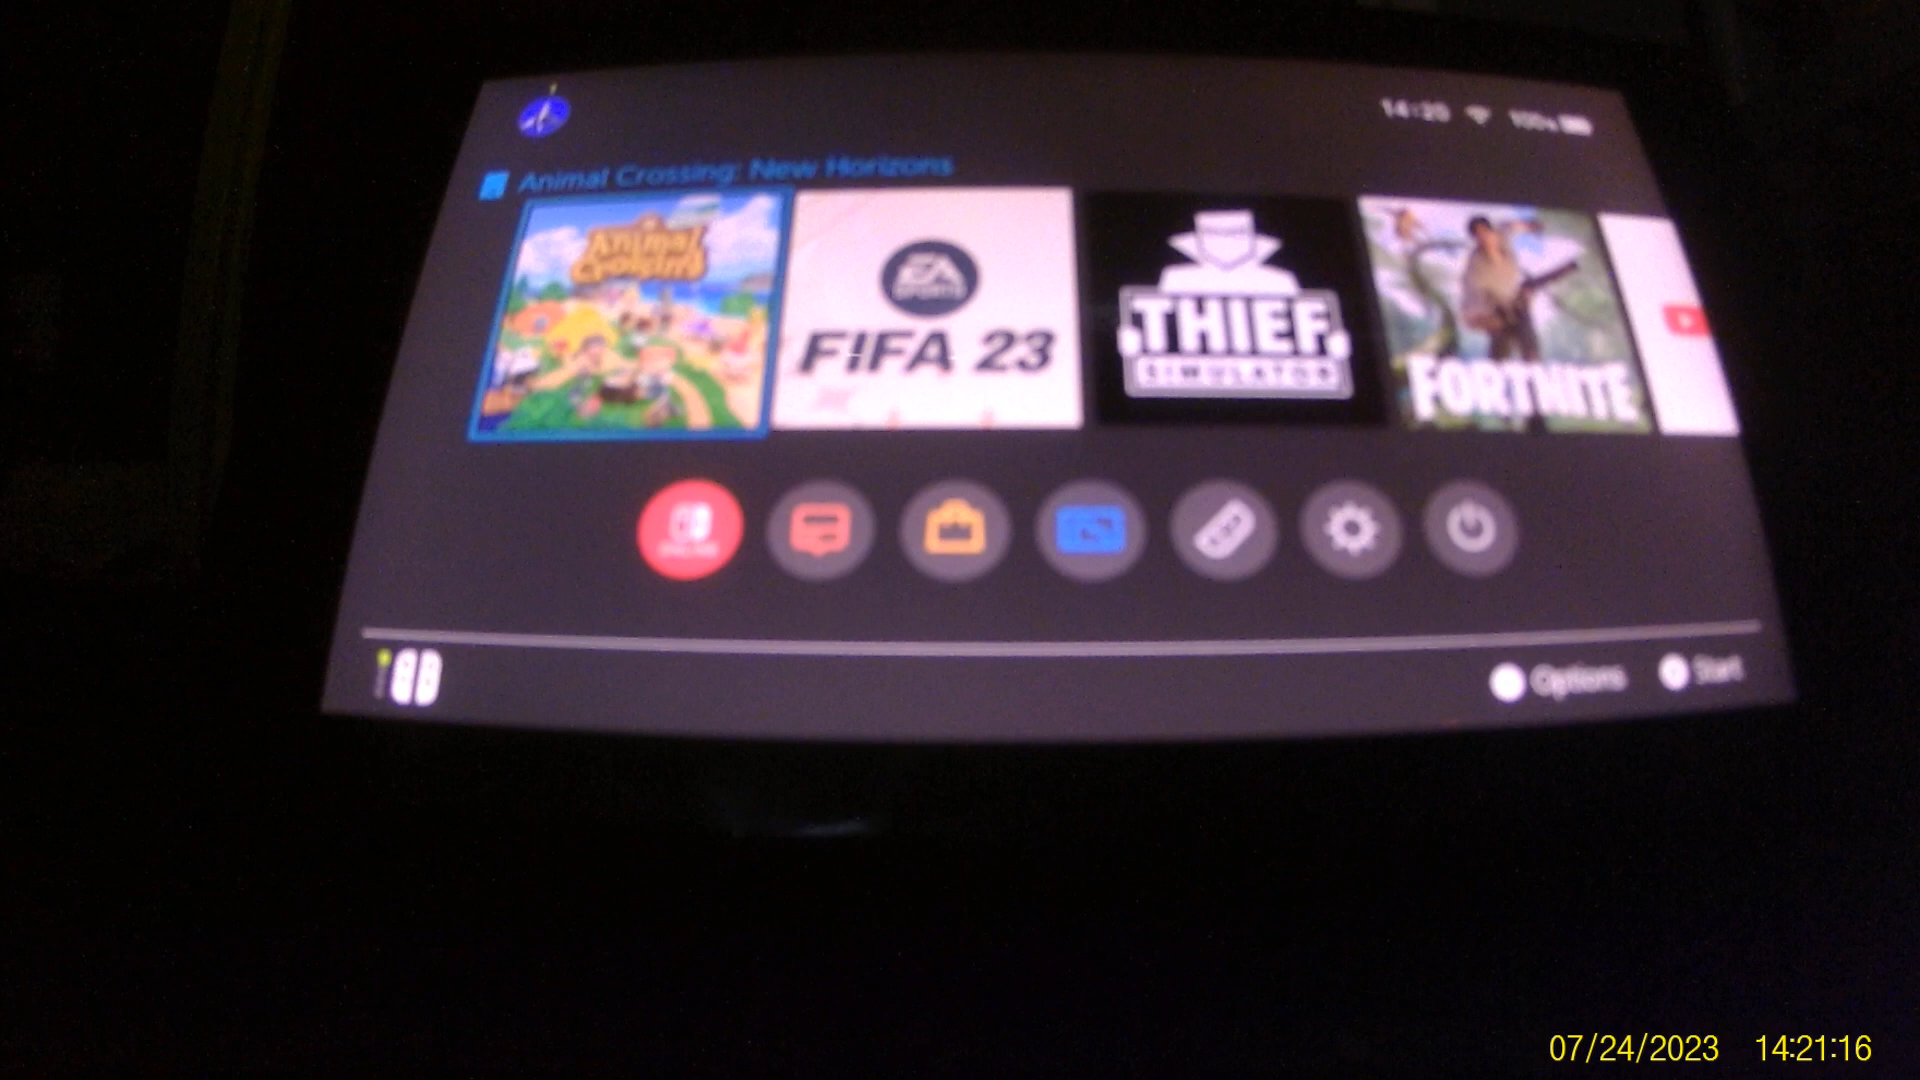 14:20 100%
Animal Crossing: New Horizons
Animal
Crossing
EA
SPORTS
FIFA 23
THIEF
SIMULATOR
FORTNITE
Options Start
07/24/2023 14:21:16